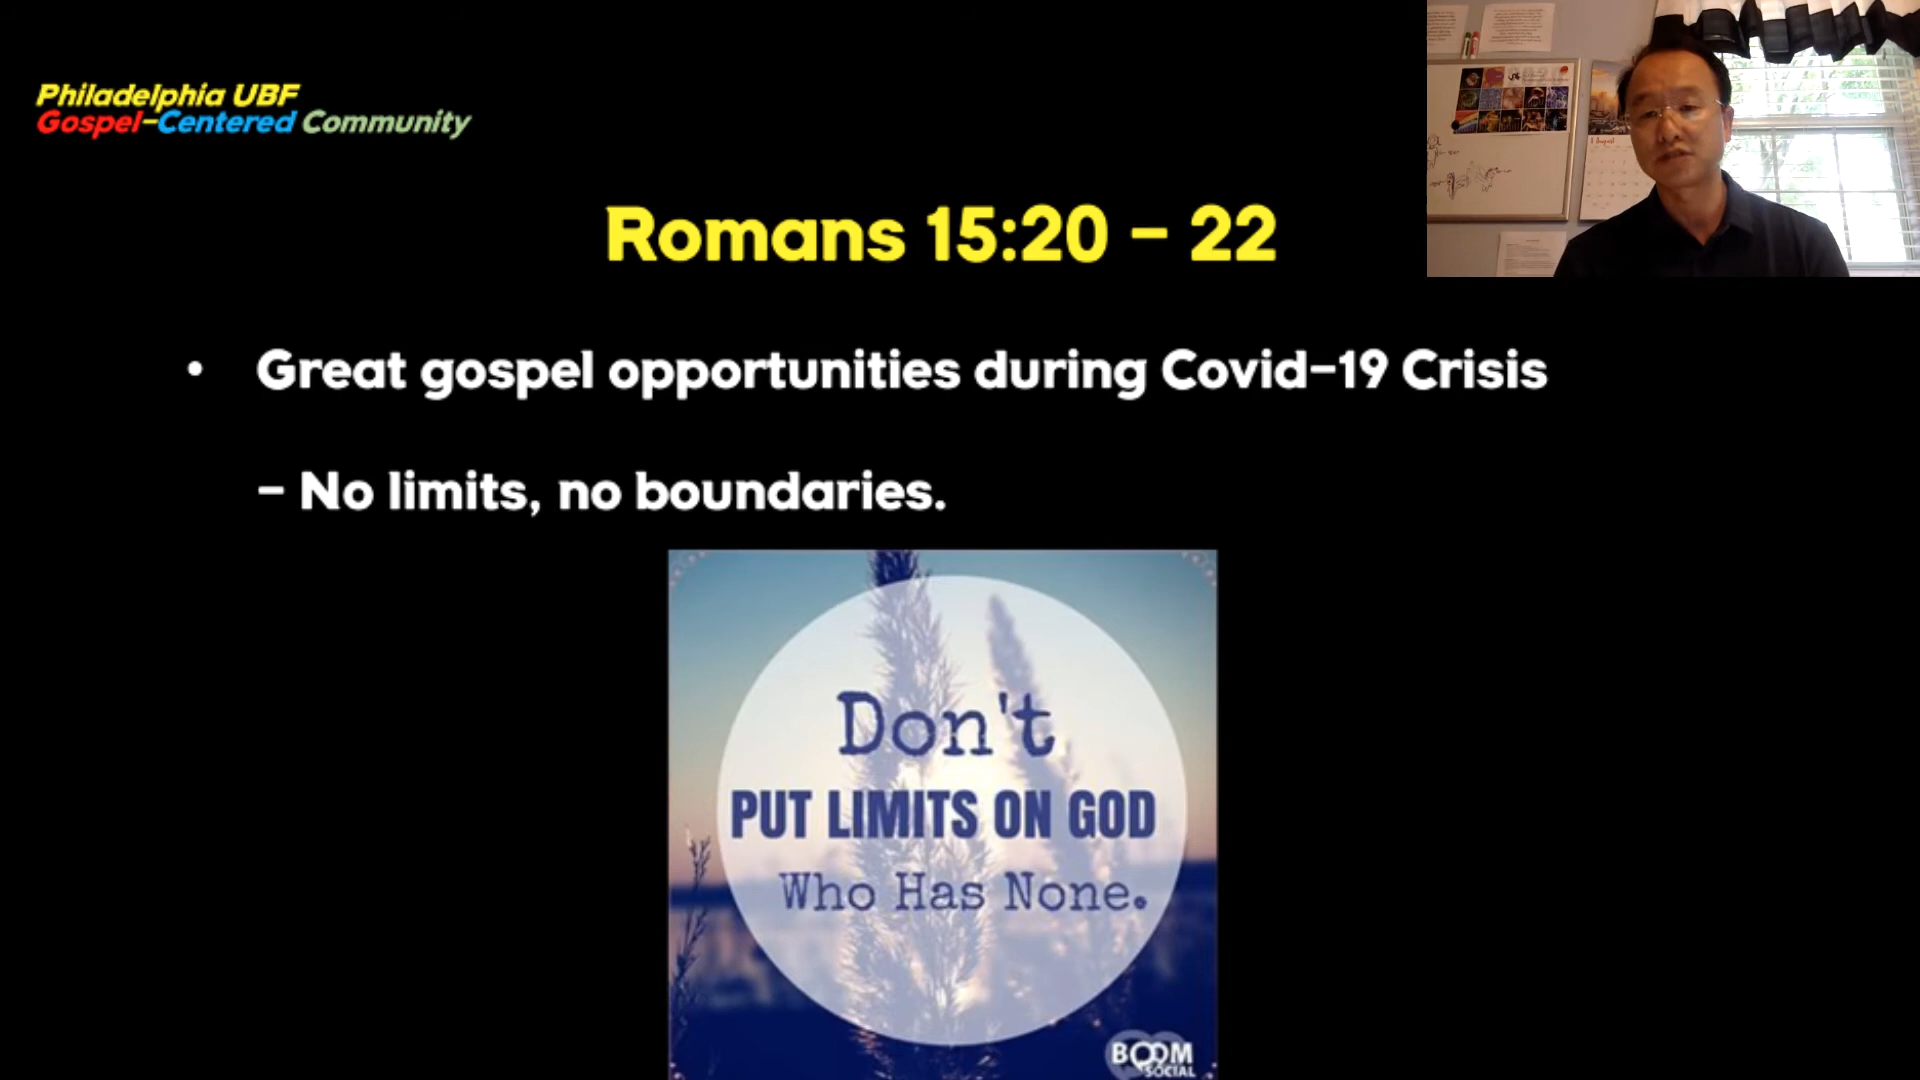 Philadelphia UBF
Gospel-Centered Community
Romans 15:20 - 22
• Great gospel opportunities during Covid-19 Crisis
- No limits, no boundaries.
Don't
PUT LIMITS ON GOD
Who Has None.
BOOM
SOCIAL
August